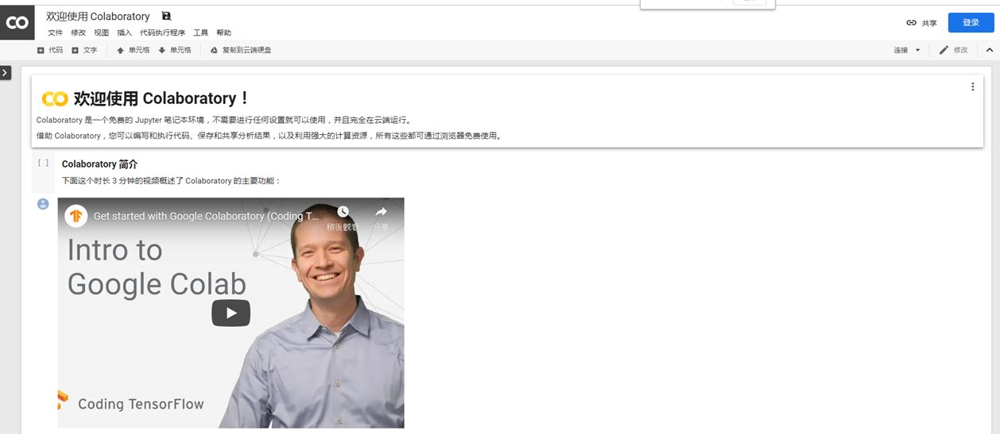 CO 欢迎使用 Colaboratory
共享
登录
文件 修改 视图 插入 代码执行程序 工具 帮助
代码 文字 单元格 单元格 复制到云端硬盘
连接 修改
CO 欢迎使用 Colaboratory！
Colaboratory 是一个免费的 Jupyter 笔记本环境，不需要进行任何设置就可以使用，并且完全在云端运行。
借助 Colaboratory，您可以编写和执行代码、保存和共享分析结果，以及利用强大的计算资源，所有这些都可通过浏览器免费使用。
[ ] Colaboratory 简介
下面这个时长 3 分钟的视频概述了 Colaboratory 的主要功能：
Get started with Google Colaboratory (Coding T...
稍後觀看 分享
Intro to
Google Colab
Coding TensorFlow